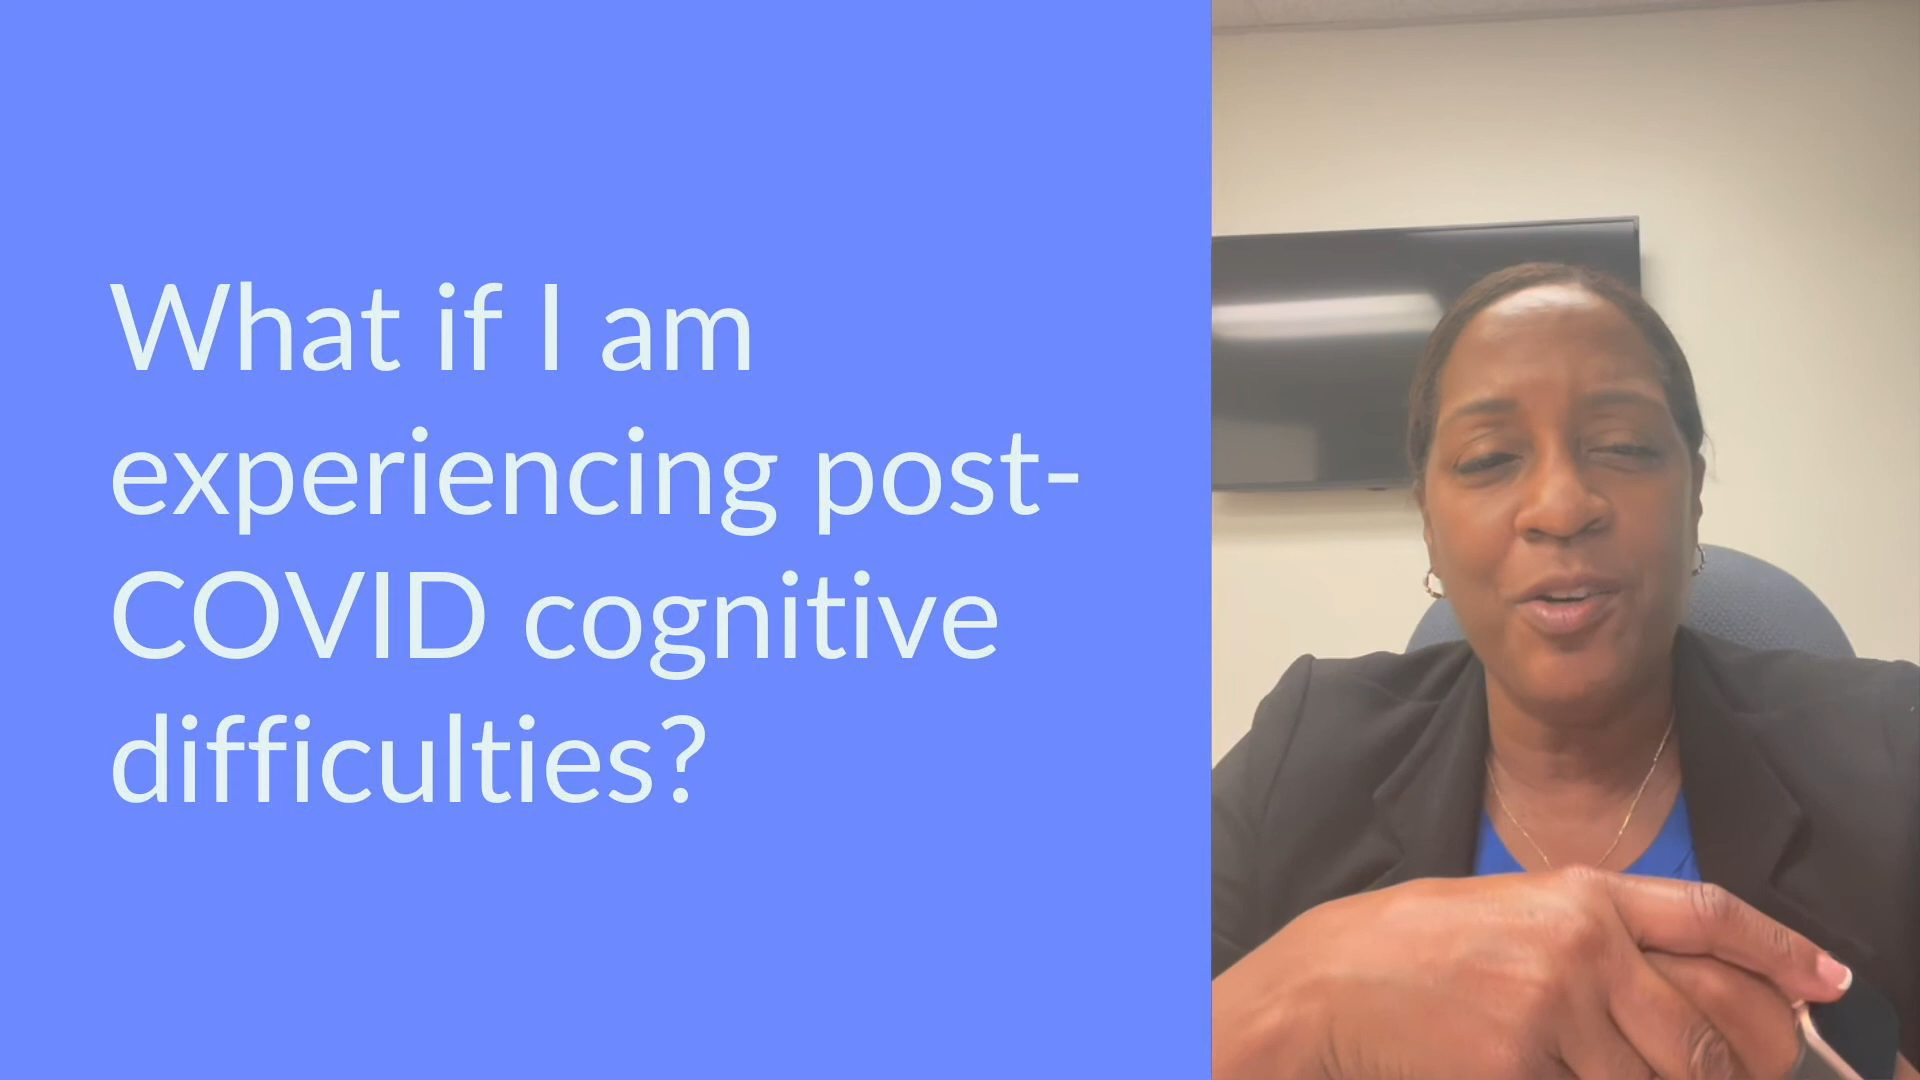 What if I am
experiencing post-
COVID cognitive
difficulties?